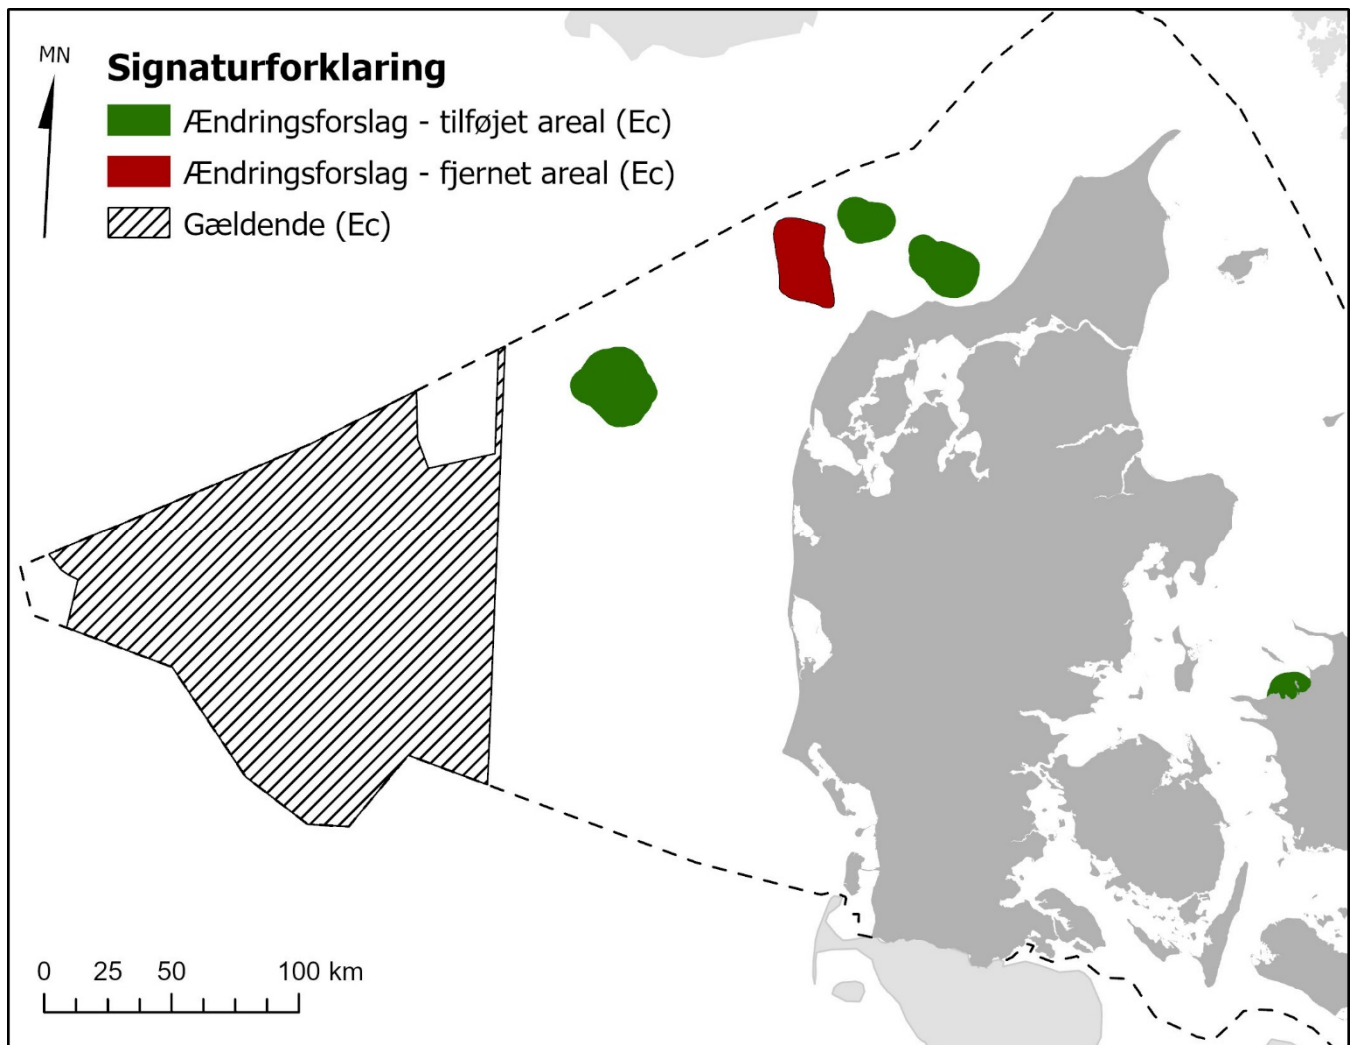 MN
Signaturforklaring
Ændringsforslag - tilføjet areal (Ec)
Ændringsforslag - fjernet areal (Ec)
Gældende (Ec)
0 25 50 100 km